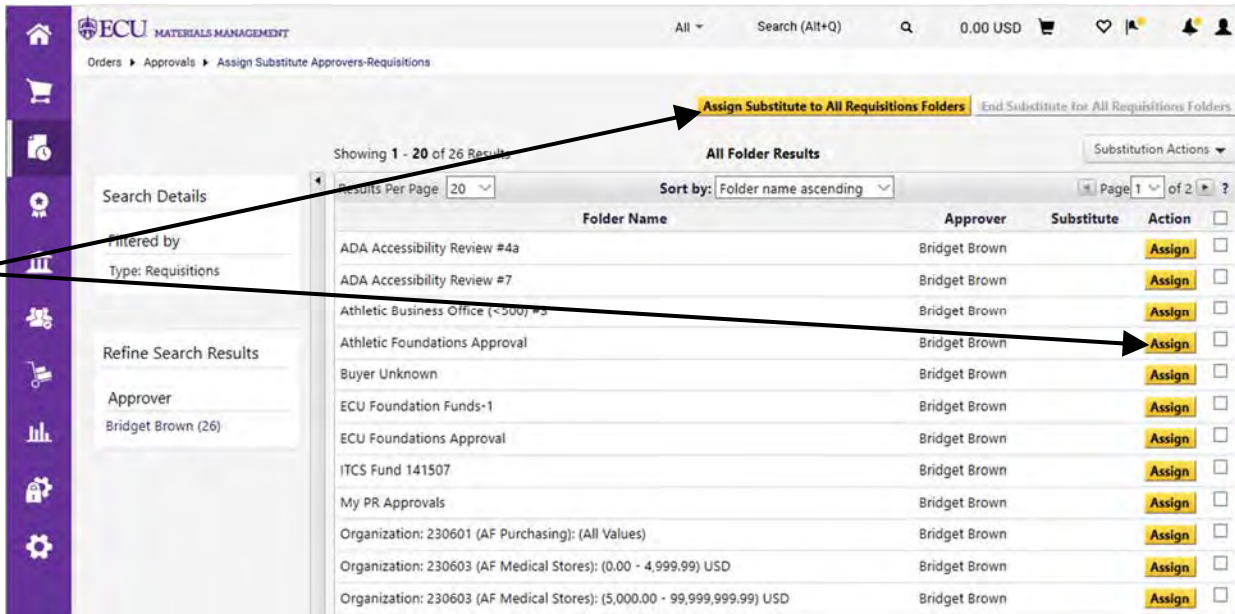 ECU MATERIALS MANAGEMENT All Search (Alt+Q) 0.00 USD
Orders Approvals Assign Substitute Approvers-Requisitions
Assign Substitute to All Requisitions Folders End Substitute for All Requisitions Folders
Showing 1 - 20 of 26 Results All Folder Results Substitution Actions
Results Per Page 20 Sort by: Folder name ascending Page 1 of 2 ?
Search Details
Filtered by
Type: Requisitions
Refine Search Results
Approver
Bridget Brown (26)
Folder Name Approver Substitute Action
ADA Accessibility Review #4a Bridget Brown Assign
ADA Accessibility Review #7 Bridget Brown Assign
Athletic Business Office (<500) #3 Bridget Brown Assign
Athletic Foundations Approval Bridget Brown Assign
Buyer Unknown Bridget Brown Assign
ECU Foundation Funds-1 Bridget Brown Assign
ECU Foundations Approval Bridget Brown Assign
ITCS Fund 141507 Bridget Brown Assign
My PR Approvals Bridget Brown Assign
Organization: 230601 (AF Purchasing): (All Values) Bridget Brown Assign
Organization: 230603 (AF Medical Stores): (0.00 - 4,999.99) USD Bridget Brown Assign
Organization: 230603 (AF Medical Stores): (5,000.00 - 99,999,999.99) USD Bridget Brown Assign